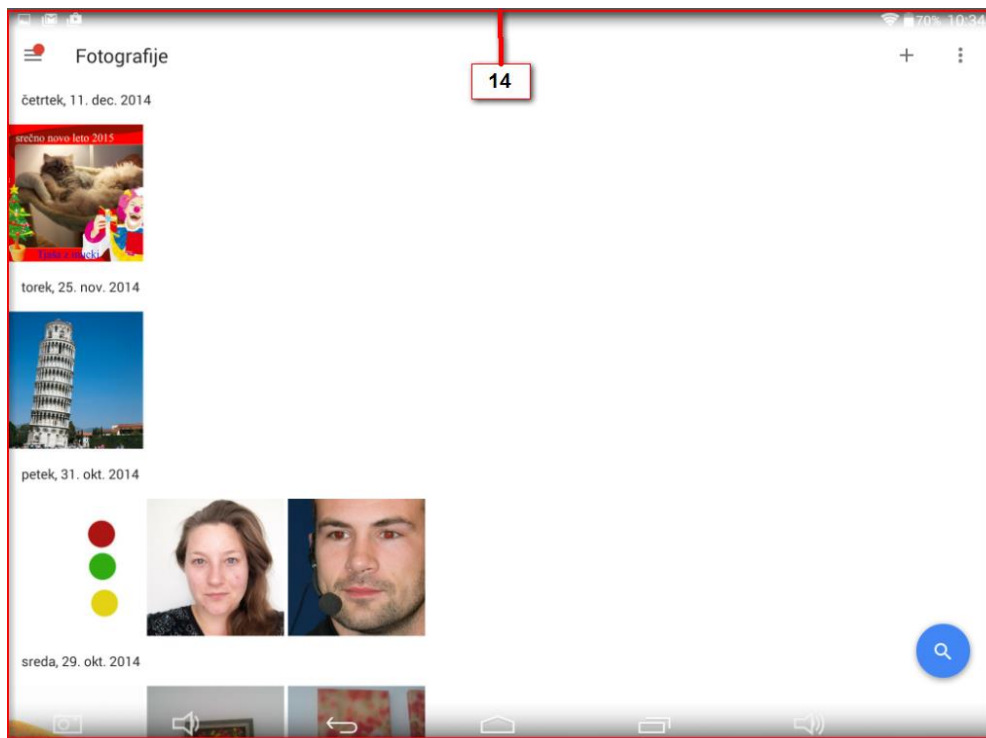 70% 10:34
Fotografije
14
četrtek, 11. dec. 2014
srečno novo leto 2015
torek, 25. nov. 2014
petek, 31. okt. 2014
sreda, 29. okt. 2014